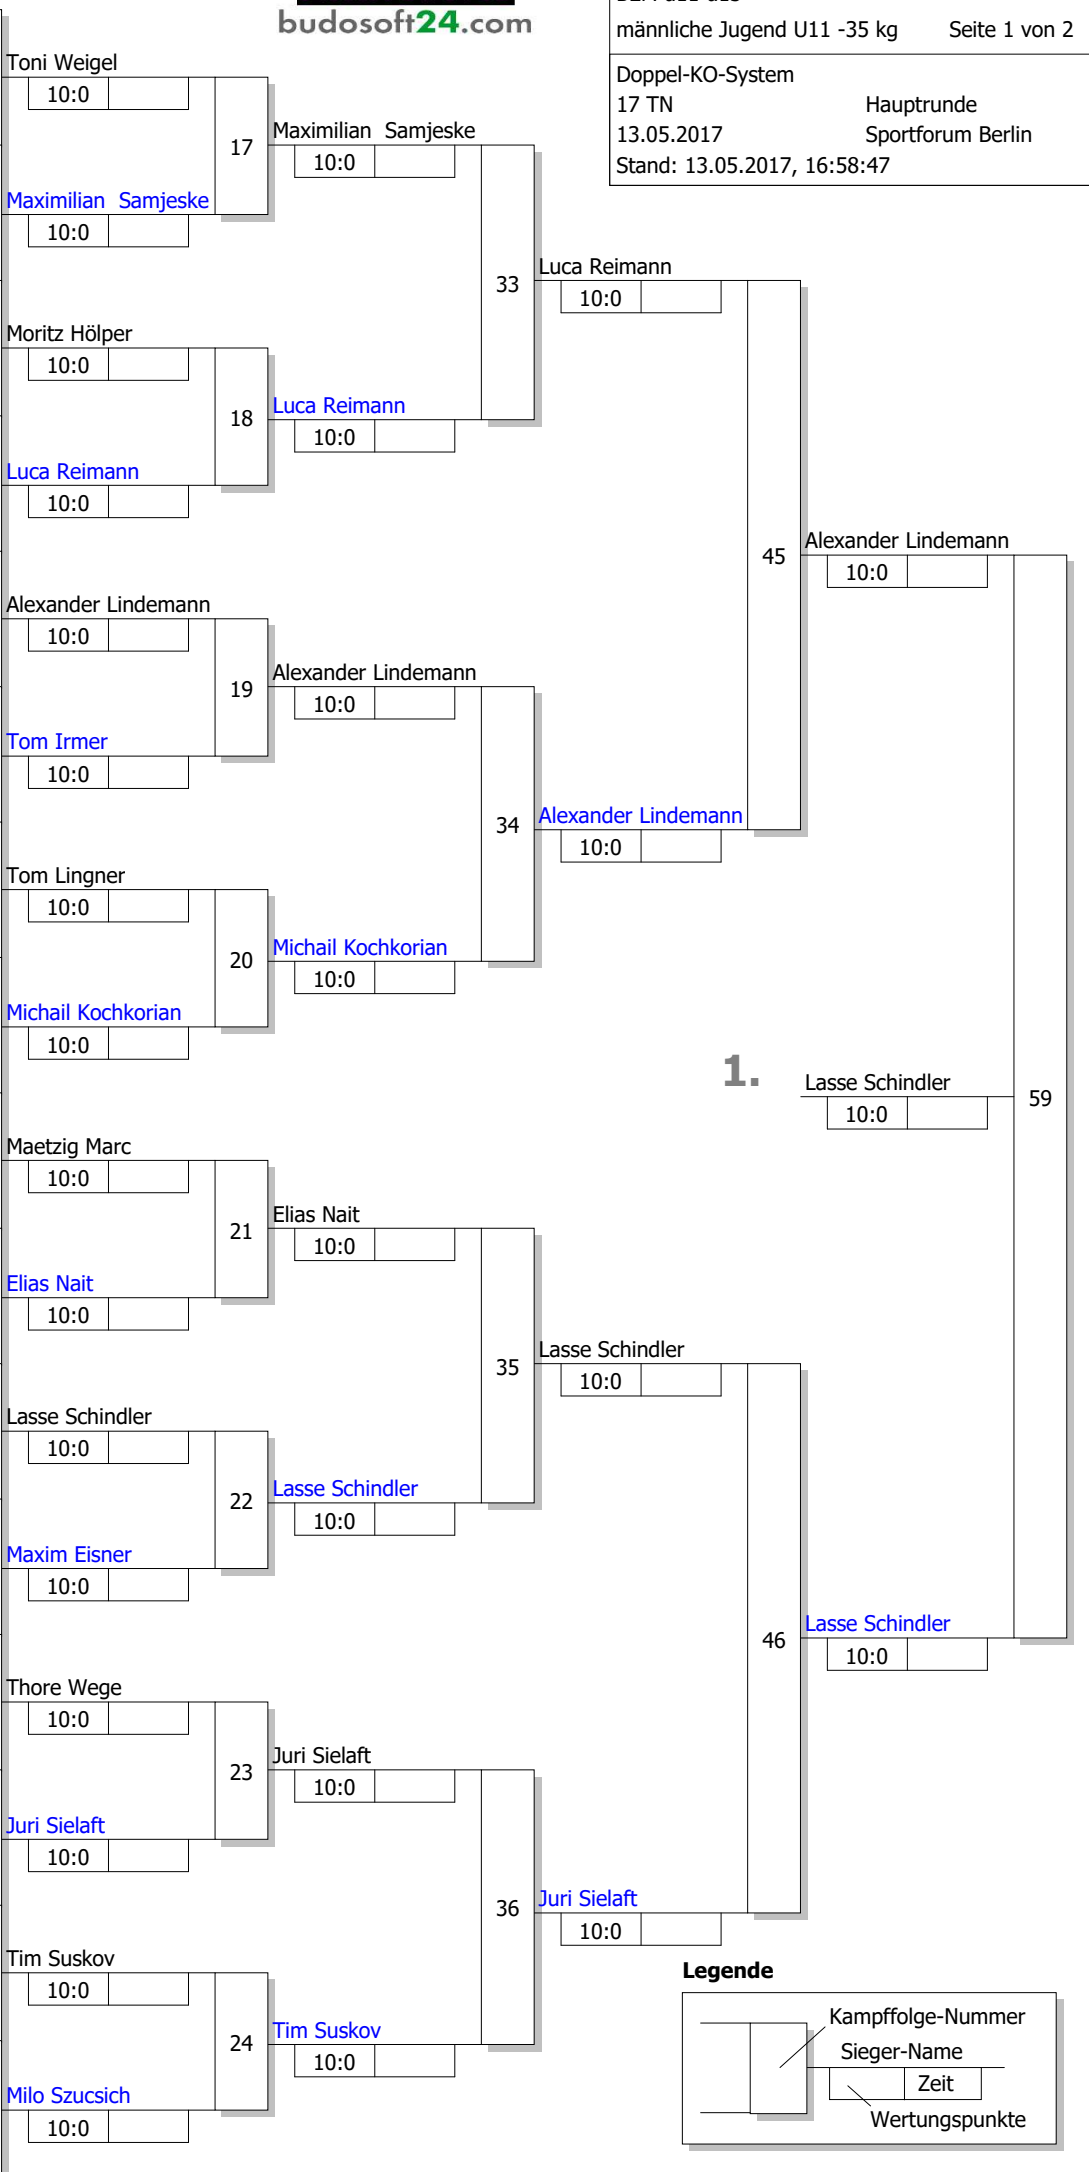 budosoft24.com
männliche Jugend U11 -35 kg Seite 1 von 2
Doppel-KO-System
17 TN Hauptrunde
13.05.2017 Sportforum Berlin
Stand: 13.05.2017, 16:58:47
Toni Weigel
10:0
17
Maximilian Samjeske
10:0
Maximilian Samjeske
10:0
33
Luca Reimann
10:0
Moritz Hölper
10:0
18
Luca Reimann
10:0
Luca Reimann
10:0
45
Alexander Lindemann
10:0
Alexander Lindemann
10:0
19
Alexander Lindemann
10:0
Tom Irmer
10:0
34
Alexander Lindemann
10:0
Tom Lingner
10:0
20
Michail Kochkorian
10:0
Michail Kochkorian
10:0
1.
Lasse Schindler
10:0
59
Maetzig Marc
10:0
21
Elias Nait
10:0
Elias Nait
10:0
35
Lasse Schindler
10:0
Lasse Schindler
10:0
22
Lasse Schindler
10:0
Maxim Eisner
10:0
46
Lasse Schindler
10:0
Thore Wege
10:0
23
Juri Sielaft
10:0
Juri Sielaft
10:0
36
Juri Sielaft
10:0
Tim Suskov
10:0
24
Tim Suskov
10:0
Milo Szucsich
10:0
Legende
Kampffolge-Nummer
Sieger-Name
Zeit
Wertungspunkte